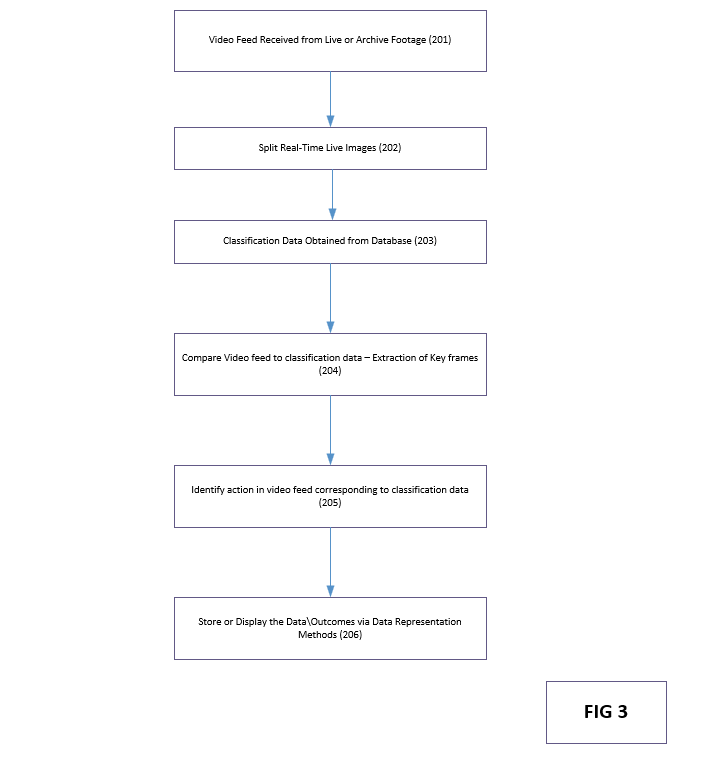 Video Feed Received from Live or Archive Footage (201)
Split Real-Time Live Images (202)
Classification Data Obtained from Database (203)
Compare Video feed to classification data – Extraction of Key frames
(204)
Identify action in video feed corresponding to classification data
(205)
Store or Display the Data\Outcomes via Data Representation
Methods (206)
FIG 3